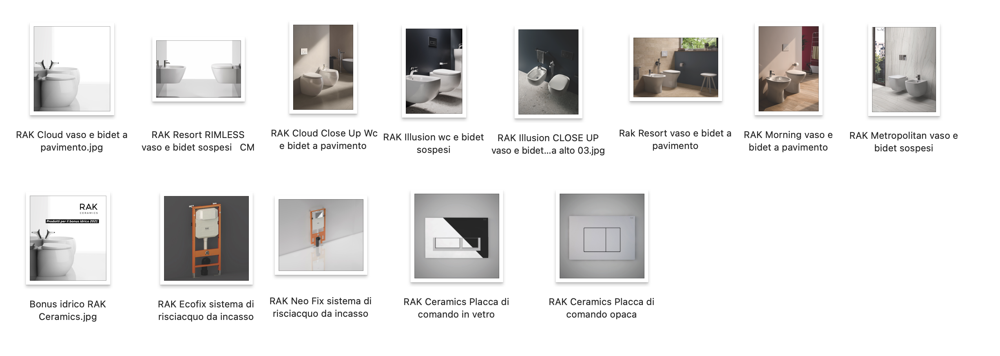 RAK Cloud vaso e bidet a
pavimento.jpg
RAK Resort RIMLESS
vaso e bidet sospesi CM
RAK Cloud Close Up Wc
e bidet a pavimento
RAK Illusion wc e bidet
sospesi
RAK Illusion CLOSE UP
vaso e bidet...a alto 03.jpg
Rak Resort vaso e bidet a
pavimento
RAK Morning vaso e
bidet a pavimento
RAK Metropolitan vaso e
bidet sospesi
RAK
CERAMICS
Prodotti per il bonus idrico 2021
Bonus idrico RAK
Ceramics.jpg
RAK
RAK Ecofix sistema di
risciacquo da incasso
RAK Neo Fix sistema di
risciacquo da incasso
RAK Ceramics Placca di
comando in vetro
RAK Ceramics Placca di
comando opaca